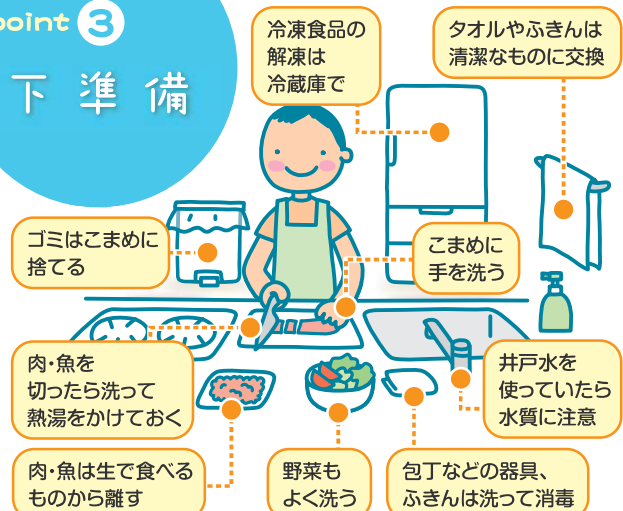 point 3
下準備
冷凍食品の
解凍は
冷蔵庫で
タオルやふきんは
清潔なものに交換
ゴミはこまめに
捨てる
こまめに
手を洗う
肉・魚を
切ったら洗って
熱湯をかけておく
井戸水を
使っていたら
水質に注意
肉・魚は生で食べる
ものから離す
野菜も
よく洗う
包丁などの器具、
ふきんは洗って消毒